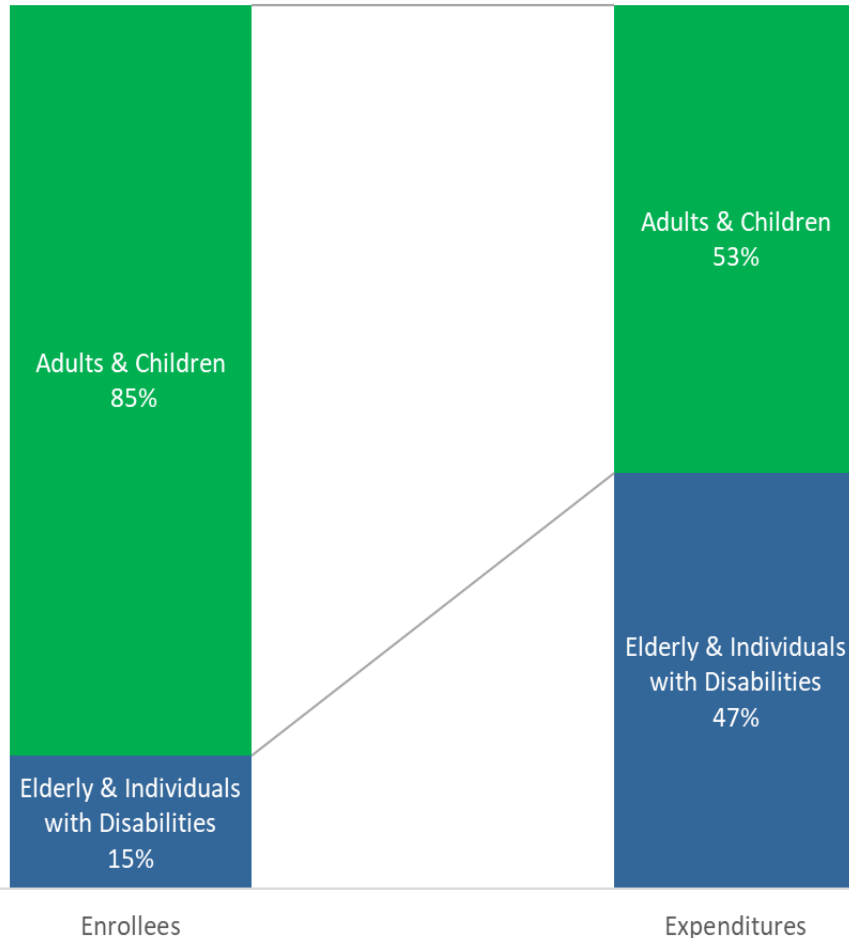 Adults & Children
85%
Elderly & Individuals
with Disabilities
15%
Enrollees
Adults & Children
53%
Elderly & Individuals
with Disabilities
47%
Expenditures